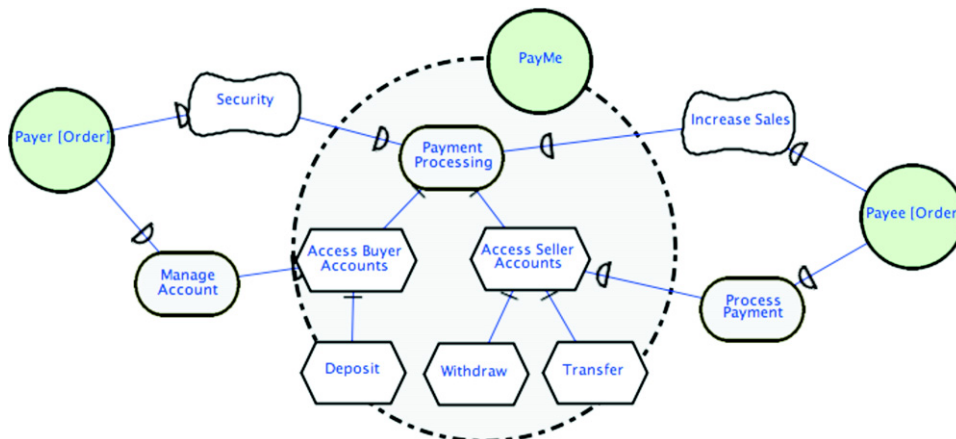 PayMe
Security
Increase Sales
Payer [Order]
Payment
Processing
Payee [Order
Access Buyer
Accounts
Access Seller
Accounts
Manage
Account
Process
Payment
Deposit
Withdraw
Transfer